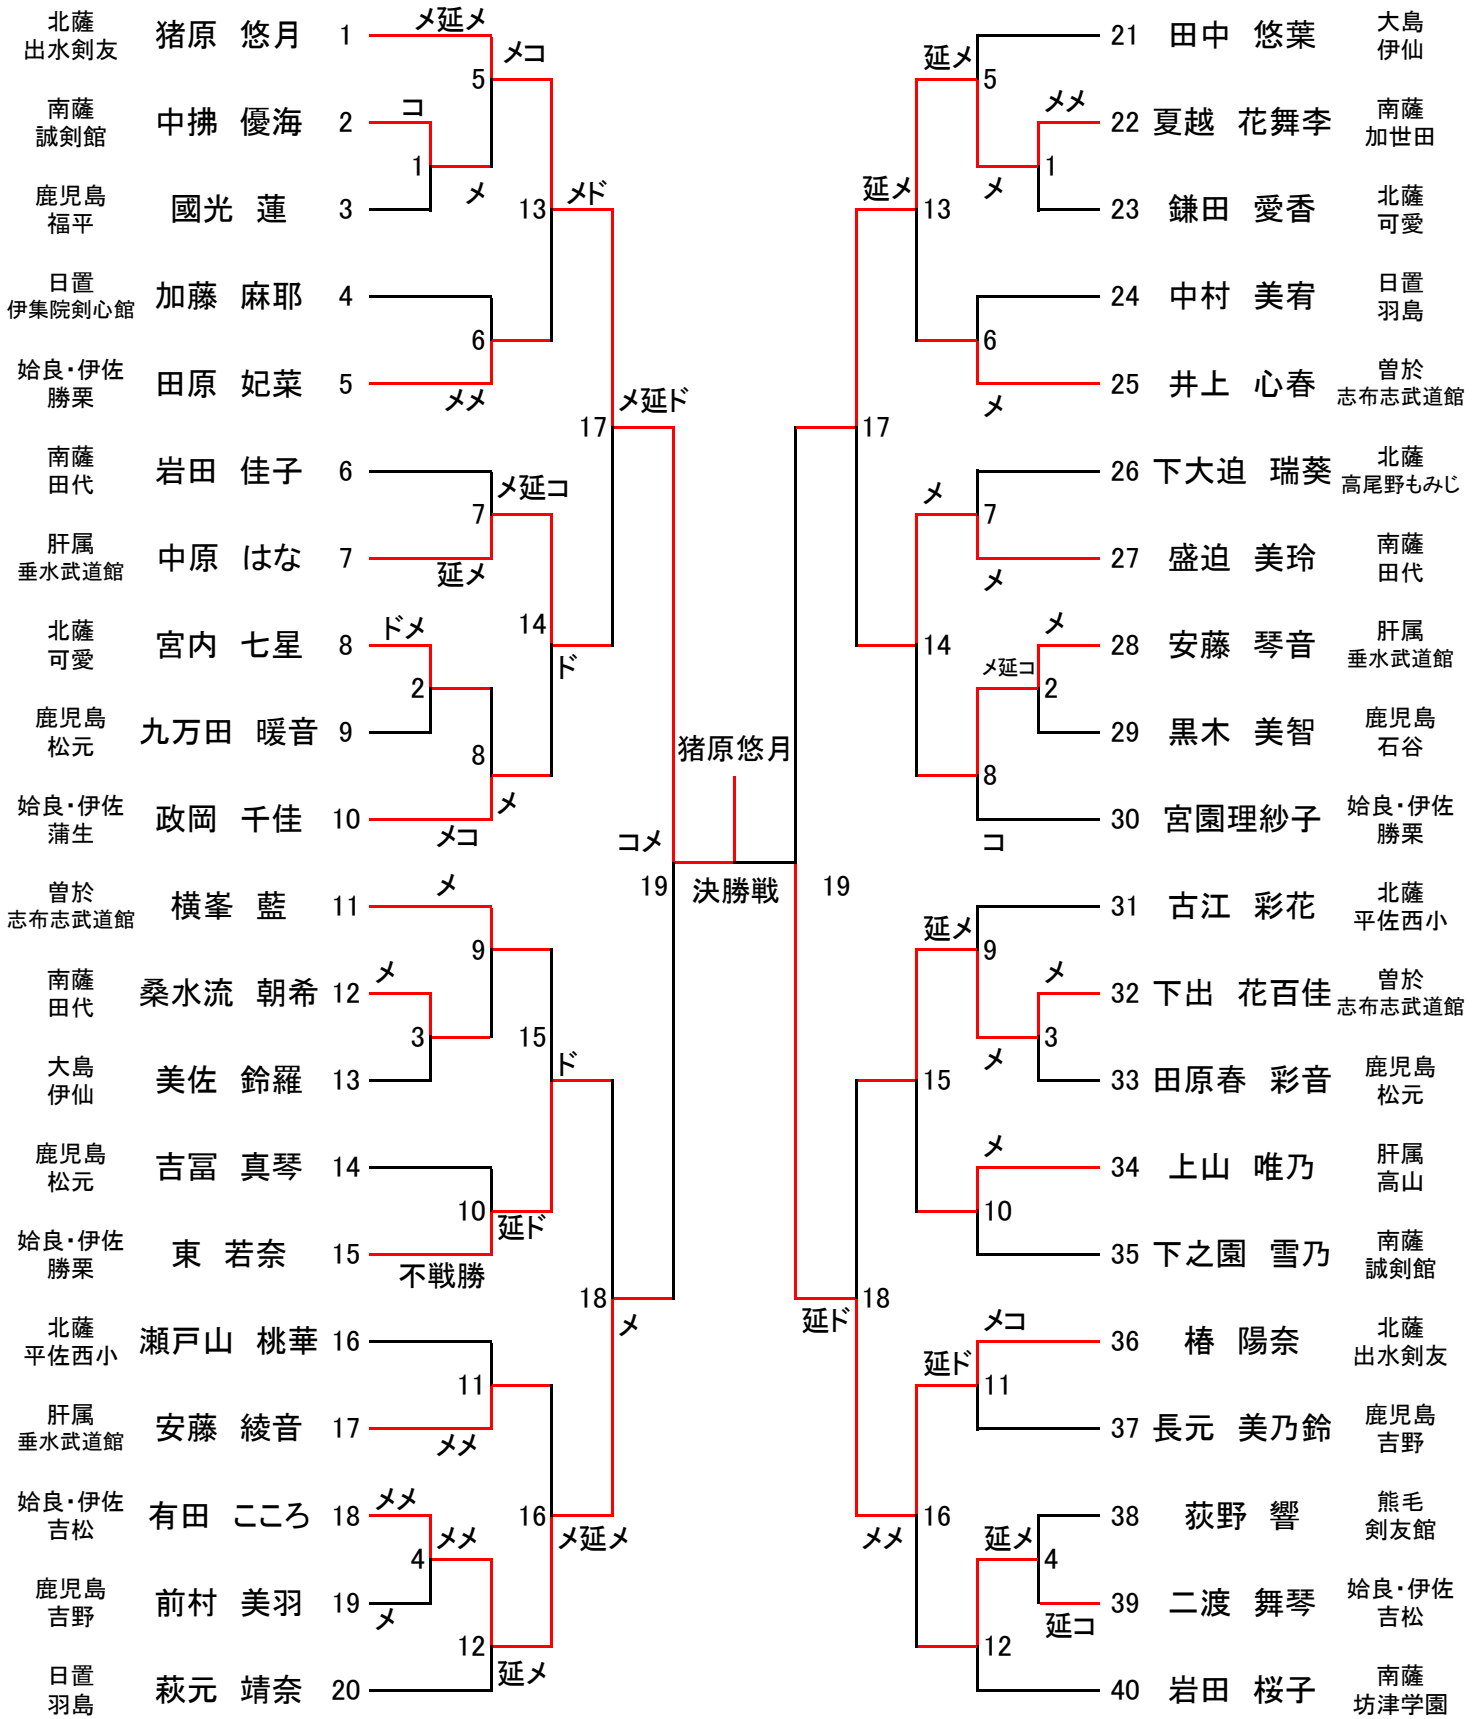 北薩
出水剣友
猪原 悠月 1
メ延メ
メコ
5
南薩
誠剣館
中拂 優海 2
コ
1
メ
鹿児島
福平
國光 蓮 3
13
メド
日置
伊集院剣心館
加藤 麻耶 4
6
姶良・伊佐
勝栗
田原 妃菜 5
メメ
17
メ延ド
南薩
田代
岩田 佳子 6
メ延コ
7
肝属
垂水武道館
中原 はな 7
延メ
14
ド
北薩
可愛
宮内 七星 8
ドメ
2
鹿児島
松元
九万田 暖音 9
8
メ
姶良・伊佐
蒲生
政岡 千佳 10
メコ
コメ
19
曽於
志布志武道館
横峯 藍 11
メ
9
南薩
田代
桑水流 朝希 12
メ
3
15
ド
大島
伊仙
美佐 鈴羅 13
鹿児島
松元
吉冨 真琴 14
10
延ド
姶良・伊佐
勝栗
東 若奈 15
不戦勝
18
メ
北薩
平佐西小
瀬戸山 桃華 16
11
肝属
垂水武道館
安藤 綾音 17
メメ
姶良・伊佐
吉松
有田 こころ 18
メメ
メメ
4
16
メ延メ
鹿児島
吉野
前村 美羽 19
メ
12
延メ
日置
羽島
萩元 靖奈 20
猪原悠月
決勝戦
19
21 田中 悠葉
大島
伊仙
延メ
5
メメ
22 夏越 花舞李
南薩
加世田
1
メ
延メ
13
23 鎌田 愛香
北薩
可愛
24 中村 美宥
日置
羽島
6
25 井上 心春
曽於
志布志武道館
メ
17
26 下大迫 瑞葵
北薩
高尾野もみじ
メ
7
27 盛迫 美玲
南薩
田代
メ
14
メ
28 安藤 琴音
肝属
垂水武道館
メ延コ
2
29 黒木 美智
鹿児島
石谷
8
30 宮園理紗子
姶良・伊佐
勝栗
コ
31 古江 彩花
北薩
平佐西小
延メ
9
メ
32 下出 花百佳
曽於
志布志武道館
3
メ
15
33 田原春 彩音
鹿児島
松元
メ
34 上山 唯乃
肝属
高山
10
35 下之園 雪乃
南薩
誠剣館
18
延ド
メコ
36 椿 陽奈
北薩
出水剣友
延ド
11
37 長元 美乃鈴
鹿児島
吉野
16
メメ
38 荻野 響
熊毛
剣友館
延メ
4
39 二渡 舞琴
姶良・伊佐
吉松
延コ
12
40 岩田 桜子
南薩
坊津学園